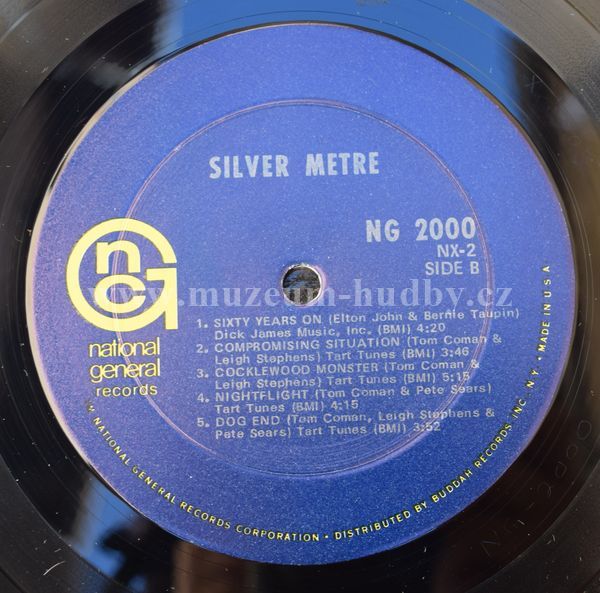 SILVER METRE
NG 2000
NX-2
SIDE B
nG
national
general
records
www.muzeum-hudby.cz
1. SIXTY YEARS ON (Elton John & Bernie Taupin)
Dick James Music, Inc. (BMI) 4:20
2. COMPROMISING SITUATION (Tom Coman &
Leigh Stephens) Tart Tunes (BMI) 3:46
3. COCKLEWOOD MONSTER (Tom Coman &
Leigh Stephens) Tart Tunes (BMI) 5:15
4. NIGHTFLIGHT (Tom Coman & Pete Sears)
Tart Tunes (BMI) 4:15
5. DOG END (Tom Coman, Leigh Stephens &
Pete Sears) Tart Tunes (BMI) 3:52
TM NATIONAL GENERAL RECORDS CORPORATION • DISTRIBUTED BY BUDDAH RECORDS INC. N.Y. • MADE IN U S A